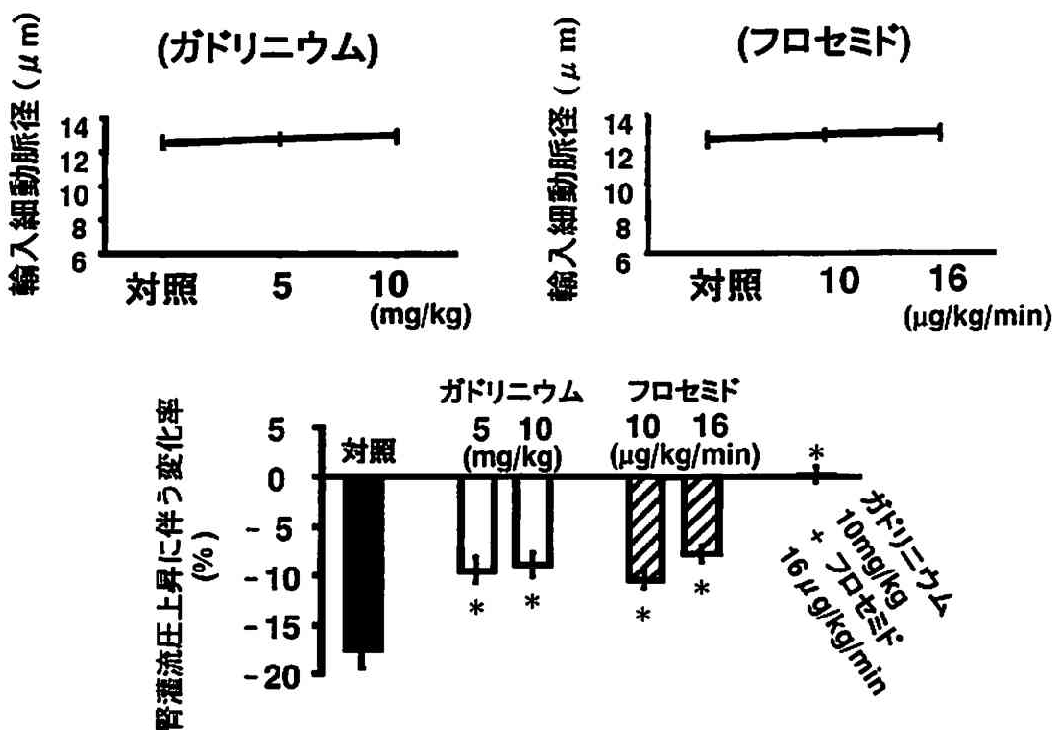 (ガドリニウム)
輸入細動脈径(μm)
14
12
10
8
6
対照 5 10
(mg/kg)
(フロセミド)
輸入細動脈径(μm)
14
12
10
8
6
対照 10 16
(μg/kg/min)
腎灌流圧上昇に伴う変化率
(%)
5
0
- 5
-10
-15
-20
対照
ガドリニウム
5 10
(mg/kg)
フロセミド
10 16
(μg/kg/min)
*
*
*
*
*
ガドリニウム
10mg/kg
+ フロセミド
16μg/kg/min